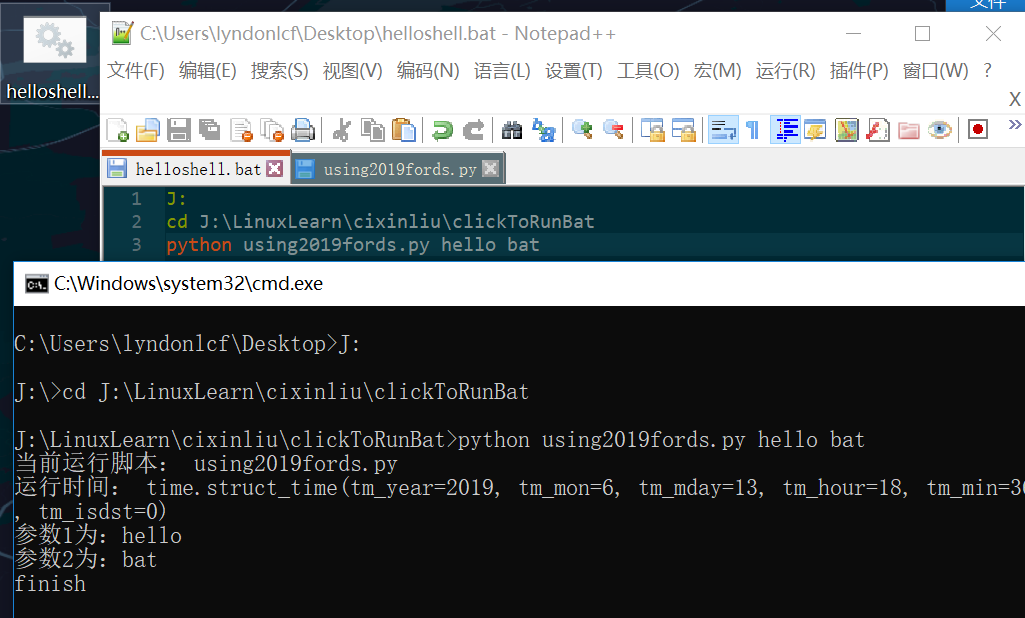 文件
C:\Users\lyndonlcf\Desktop\helloshell.bat - Notepad++
helloshell...
文件(F) 编辑(E) 搜索(S) 视图(V) 编码(N) 语言(L) 设置(T) 工具(O) 宏(M) 运行(R) 插件(P) 窗口(W) ?
X
helloshell.bat using2019fords.py
1 J:
2 cd J:\LinuxLearn\cixinliu\clickToRunBat
3 python using2019fords.py hello bat
C:\Windows\system32\cmd.exe
C:\Users\lyndonlcf\Desktop>J:
J:\>cd J:\LinuxLearn\cixinliu\clickToRunBat
J:\LinuxLearn\cixinliu\clickToRunBat>python using2019fords.py hello bat
当前运行脚本： using2019fords.py
运行时间： time.struct_time(tm_year=2019, tm_mon=6, tm_mday=13, tm_hour=18, tm_min=3
, tm_isdst=0)
参数1为：hello
参数2为：bat
finish